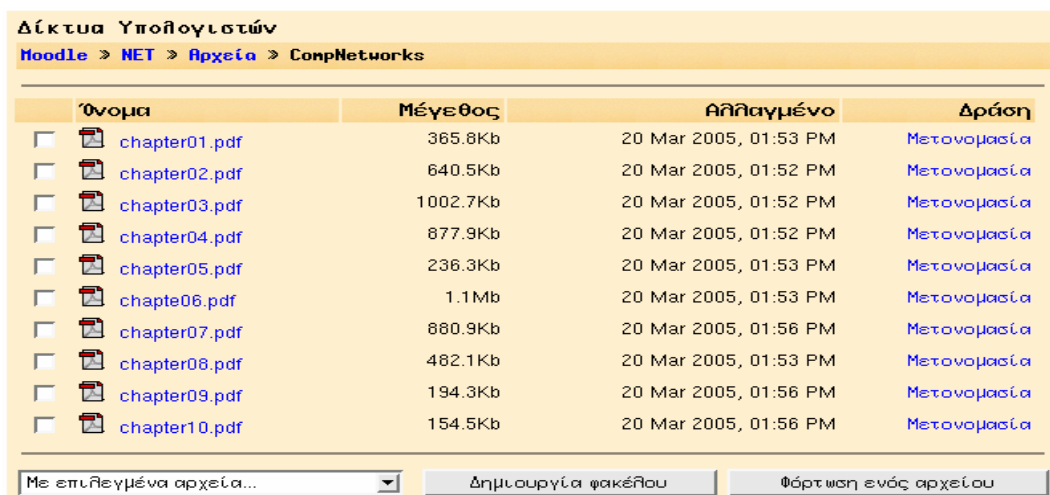 Δίκτυα Υπολογιστών
Moodle » NET » Αρχεία » CompNetworks
Όνομα Μέγεθος Αλλαγμένο Δράση
chapter01.pdf 365.8Kb 20 Mar 2005, 01:53 PM Μετονομασία
chapter02.pdf 640.5Kb 20 Mar 2005, 01:52 PM Μετονομασία
chapter03.pdf 1002.7Kb 20 Mar 2005, 01:52 PM Μετονομασία
chapter04.pdf 877.9Kb 20 Mar 2005, 01:52 PM Μετονομασία
chapter05.pdf 236.3Kb 20 Mar 2005, 01:53 PM Μετονομασία
chapte06.pdf 1.1Mb 20 Mar 2005, 01:53 PM Μετονομασία
chapter07.pdf 880.9Kb 20 Mar 2005, 01:56 PM Μετονομασία
chapter08.pdf 482.1Kb 20 Mar 2005, 01:53 PM Μετονομασία
chapter09.pdf 194.3Kb 20 Mar 2005, 01:56 PM Μετονομασία
chapter10.pdf 154.5Kb 20 Mar 2005, 01:56 PM Μετονομασία
Με επιλεγμένα αρχεία... Δημιουργία φακέλου Φόρτωση ενός αρχείου